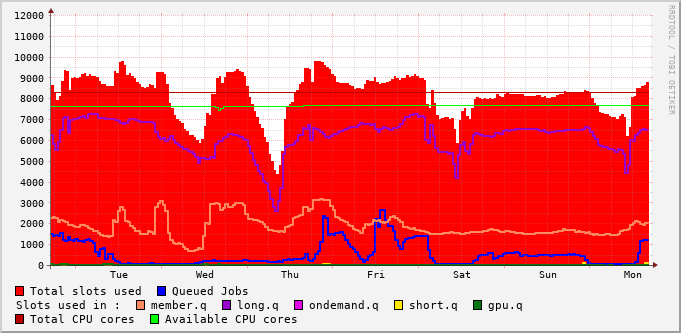 12000
11000
10000
9000
8000
7000
6000
5000
4000
3000
2000
1000
0
Tue Wed Thu Fri Sat Sun Mon
Total slots used Queued Jobs
Slots used in : member.q long.q ondemand.q short.q gpu.q
Total CPU cores Available CPU cores
RRDTOOL / TOBI OETIKER